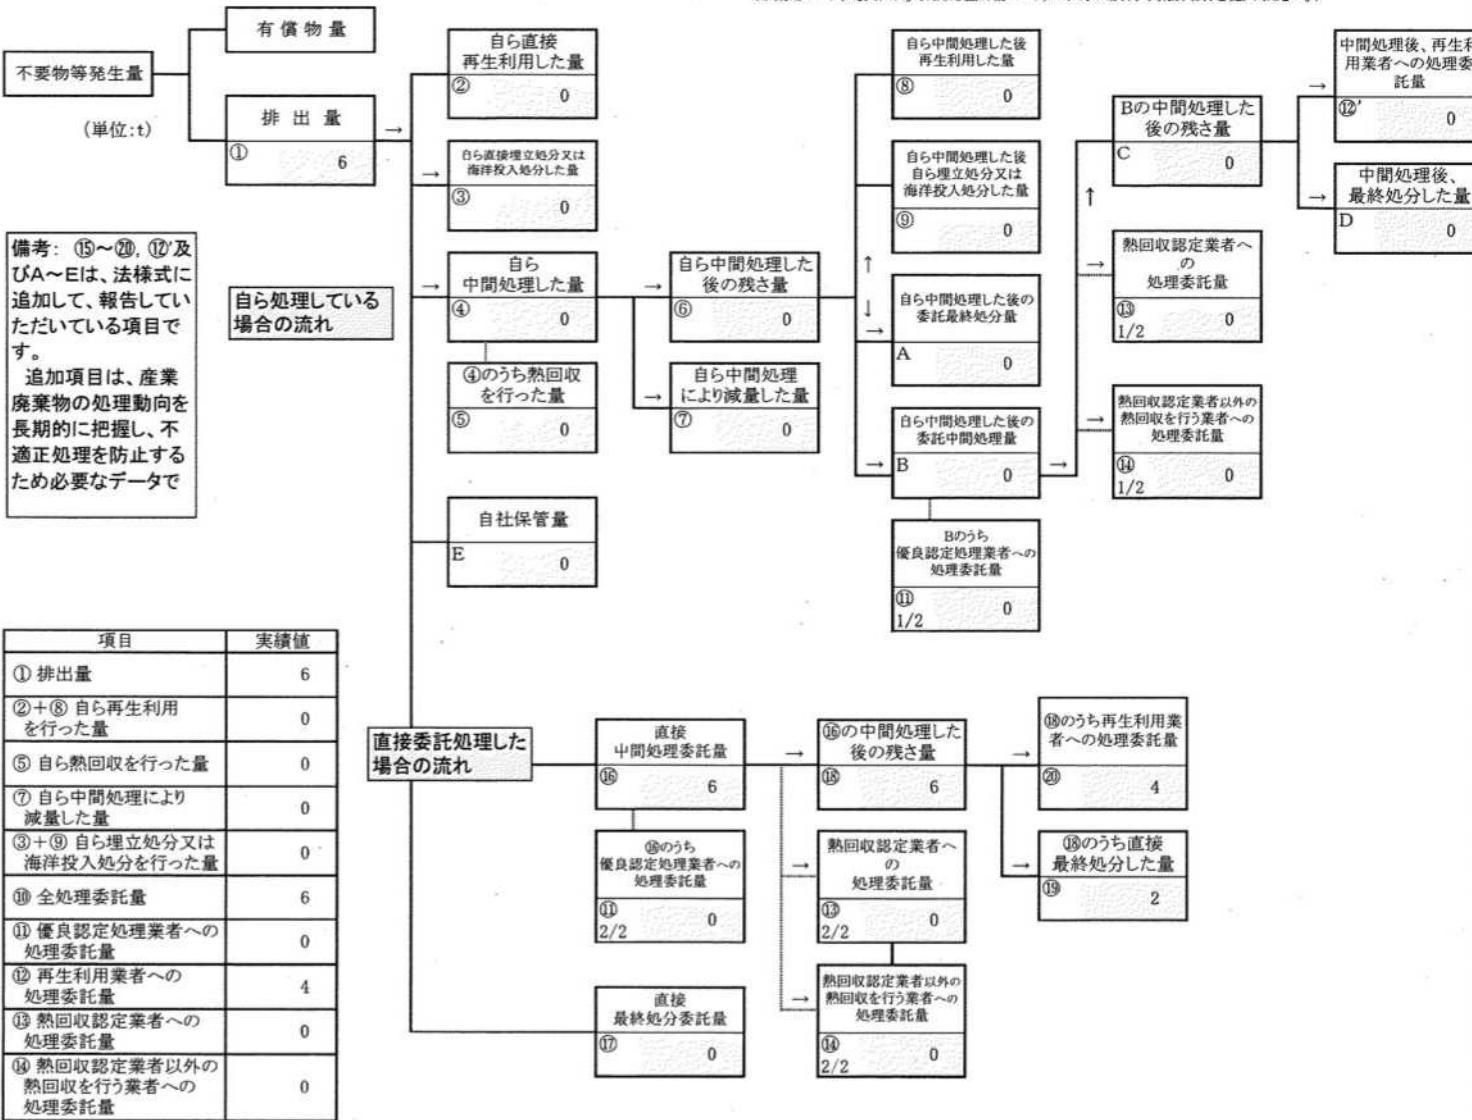 不要物等発生量
(単位:t)
有償物量
排出量
→
①
6
備考： ⑮～⑳, ⑫'及
びA～Eは、法様式に
追加して、報告してい
ただいている項目で
す。
追加項目は、産業
廃棄物の処理動向を
長期的に把握し、不
適正処理を防止する
ため必要なデータで
自ら処理している
場合の流れ
自ら直接
再生利用した量
②
0
→
自ら直接埋立処分又は
海洋投入処分した量
③
0
→
自ら
中間処理した量
④
0
④のうち熱回収
を行った量
⑤
0
自社保管量
E
0
→
自ら中間処理した
後の残さ量
⑥
0
→
自ら中間処理
により減量した量
⑦
0
自ら中間処理した後
再生利用した量
⑧
0
自ら中間処理した後
自ら埋立処分又は
海洋投入処分した量
⑨
0
↑
↓
→
自ら中間処理した後の
委託最終処分量
A
0
→
自ら中間処理した後の
委託中間処理量
B
0
→
Bのうち
優良認定処理業者への
処理委託量
⑪
1/2
0
↑
Bの中間処理した
後の残さ量
C
0
→
熱回収認定業者へ
の
処理委託量
⑬
1/2
0
→
熱回収認定業者以外の
熱回収を行う業者への
処理委託量
⑭
1/2
0
→
中間処理後、再生利
用業者への処理委
託量
⑫'
0
→
中間処理後、
最終処分した量
D
0
項目 実績値
① 排出量 6
②+⑧ 自ら再生利用
を行った量 0
⑤ 自ら熱回収を行った量 0
⑦ 自ら中間処理により
減量した量 0
③+⑨ 自ら埋立処分又は
海洋投入処分を行った量 0
⑩ 全処理委託量 6
⑪ 優良認定処理業者への
処理委託量 0
⑫ 再生利用業者への
処理委託量 4
⑬ 熱回収認定業者への
処理委託量 0
⑭ 熱回収認定業者以外の
熱回収を行う業者への
処理委託量 0
直接委託処理した
場合の流れ
直接
中間処理委託量
⑯
6
⑯のうち
優良認定処理業者への
処理委託量
⑪
2/2
0
直接
最終処分委託量
⑰
0
→
⑯の中間処理した
後の残さ量
⑱
6
→
熱回収認定業者へ
の
処理委託量
⑬
2/2
0
→
熱回収認定業者以外の
熱回収を行う業者への
処理委託量
⑭
2/2
0
→
⑱のうち再生利用業
者への処理委託量
⑳
4
→
⑱のうち直接
最終処分した量
⑲
2